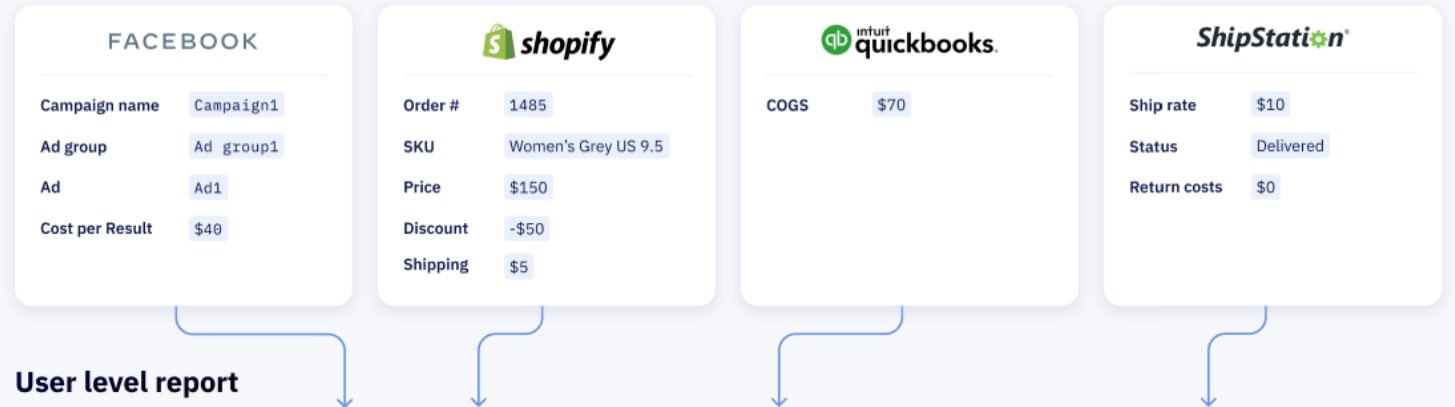 FACEBOOK
Campaign name Campaign1
Ad group Ad group1
Ad Ad1
Cost per Result $40
shopify
Order # 1485
SKU Women's Grey US 9.5
Price $150
Discount -$50
Shipping $5
qb intuit quickbooks.
COGS $70
ShipStation®
Ship rate $10
Status Delivered
Return costs $0
User level report